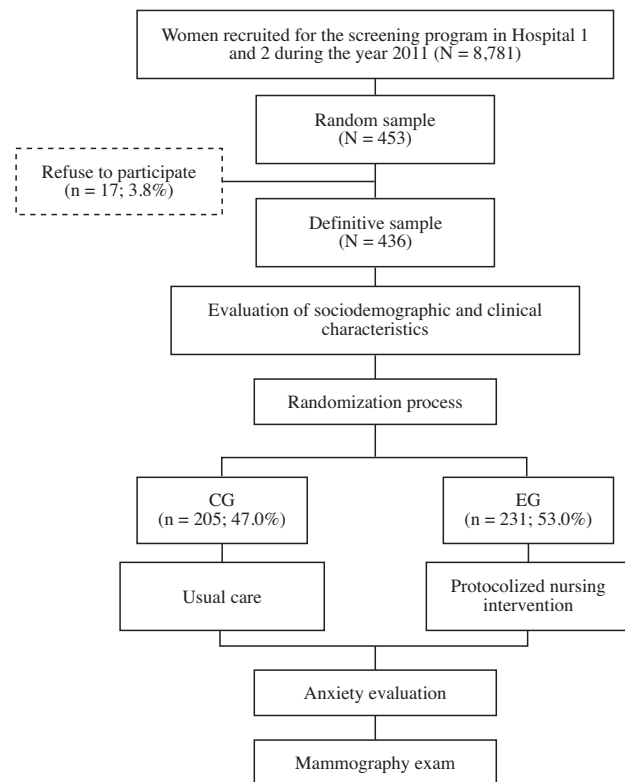 Women recruited for the screening program in Hospital 1
and 2 during the year 2011 (N = 8,781)
Random sample
(N = 453)
Refuse to participate
(n = 17; 3.8%)
Definitive sample
(N = 436)
Evaluation of sociodemographic and clinical
characteristics
Randomization process
CG
(n = 205; 47.0%)
EG
(n = 231; 53.0%)
Usual care
Protocolized nursing
intervention
Anxiety evaluation
Mammography exam